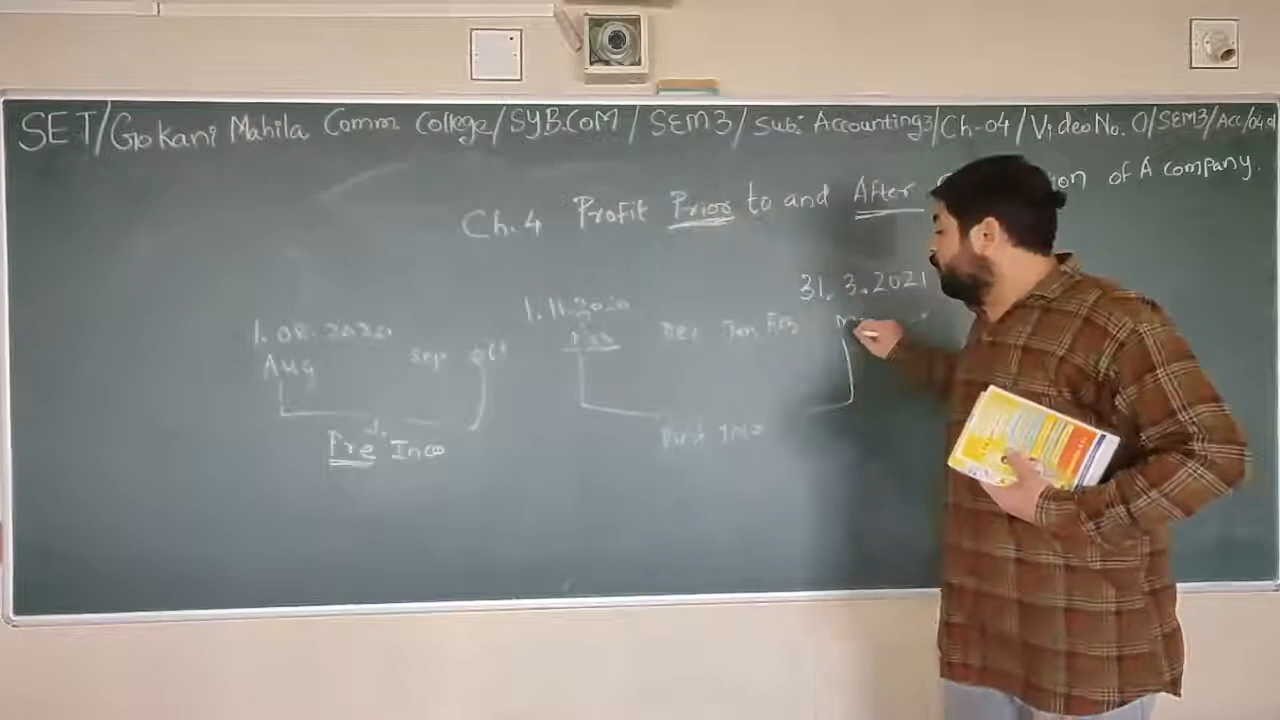 SET/Gokani Mahila Comm. College/SYB.COM/SEM3/Sub: Accounting3/Ch-04/Video No. 0/SEM3/Acc/04.01
Ch.4 Profit Prior to and After of A company.
31.3.2021
1.11.2020
1.08.2020
Dec Jan Feb
Aug Sep oct
Pre Inco
Post Inco